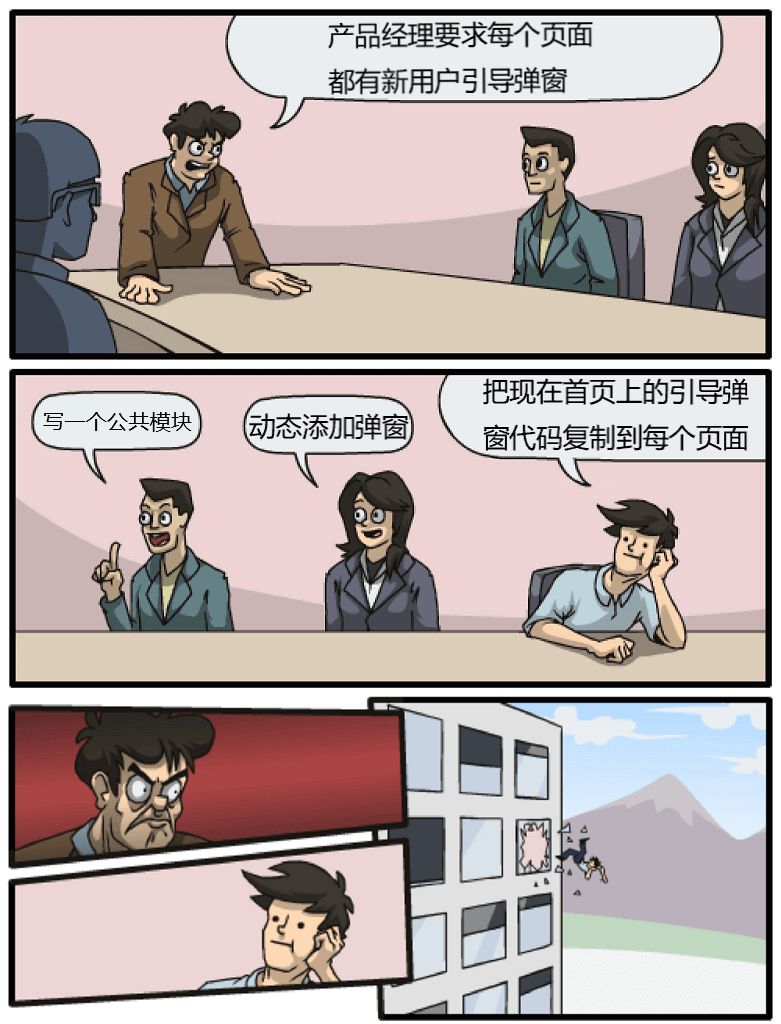 产品经理要求每个页面
都有新用户引导弹窗
写一个公共模块
动态添加弹窗
把现在首页上的引导弹
窗代码复制到每个页面